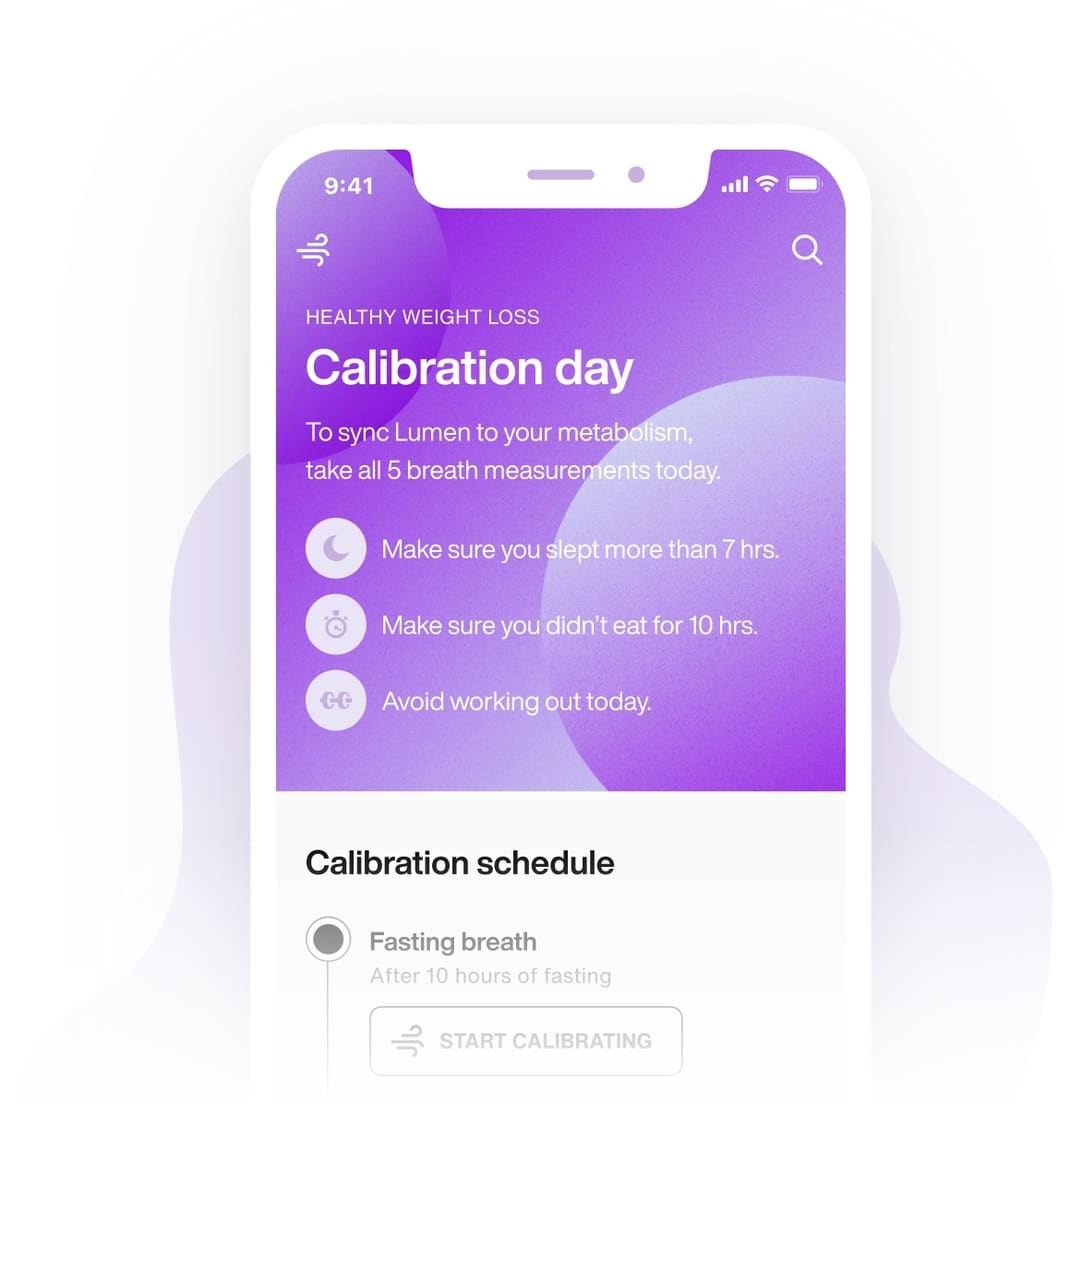 9:41
HEALTHY WEIGHT LOSS
Calibration day
To sync Lumen to your metabolism,
take all 5 breath measurements today.
Make sure you slept more than 7 hrs.
Make sure you didn't eat for 10 hrs.
Avoid working out today.
Calibration schedule
Fasting breath
After 10 hours of fasting
START CALIBRATING